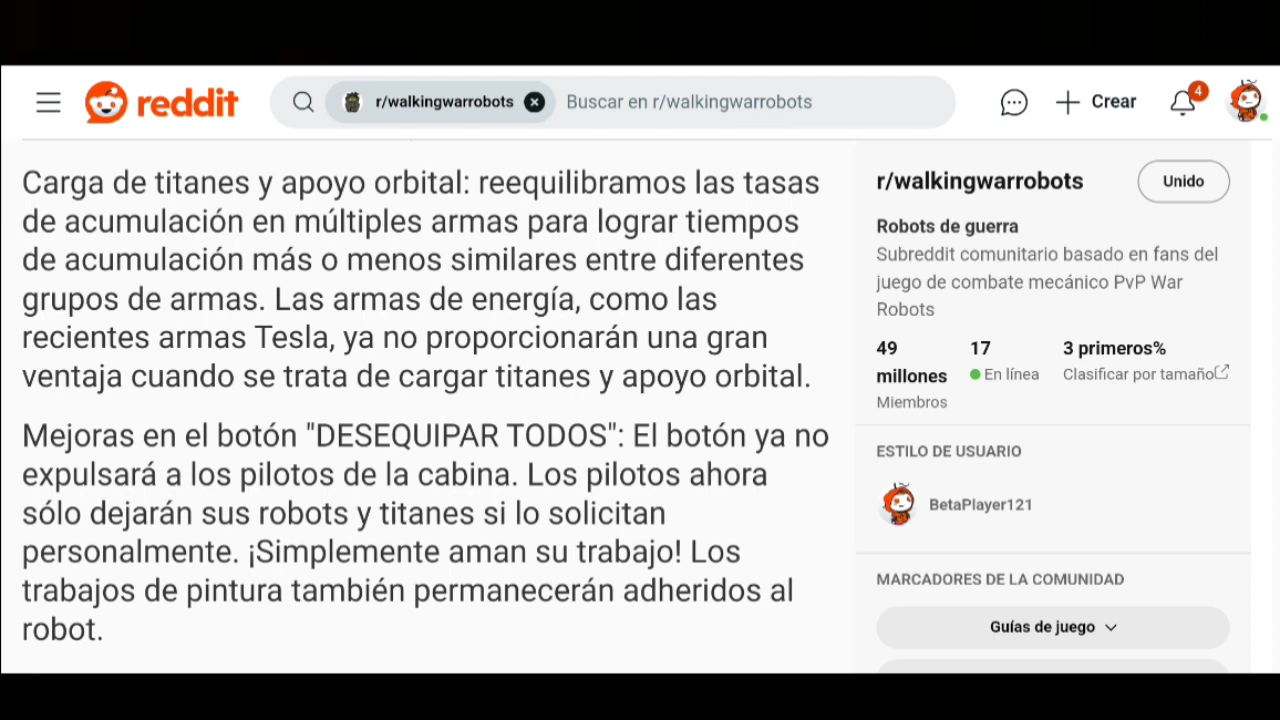 reddit
r/walkingwarrobots
Buscar en r/walkingwarrobots
Crear
4
Carga de titanes y apoyo orbital: reequilibramos las tasas
de acumulación en múltiples armas para lograr tiempos
de acumulación más o menos similares entre diferentes
grupos de armas. Las armas de energía, como las
recientes armas Tesla, ya no proporcionarán una gran
ventaja cuando se trata de cargar titanes y apoyo orbital.
Mejoras en el botón "DESEQUIPAR TODOS": El botón ya no
expulsará a los pilotos de la cabina. Los pilotos ahora
sólo dejarán sus robots y titanes si lo solicitan
personalmente. ¡Simplemente aman su trabajo! Los
trabajos de pintura también permanecerán adheridos al
robot.
r/walkingwarrobots
Unido
Robots de guerra
Subreddit comunitario basado en fans del
juego de combate mecánico PvP War
Robots
49 17 3 primeros%
millones En línea Clasificar por tamaño
Miembros
ESTILO DE USUARIO
BetaPlayer121
MARCADORES DE LA COMUNIDAD
Guías de juego